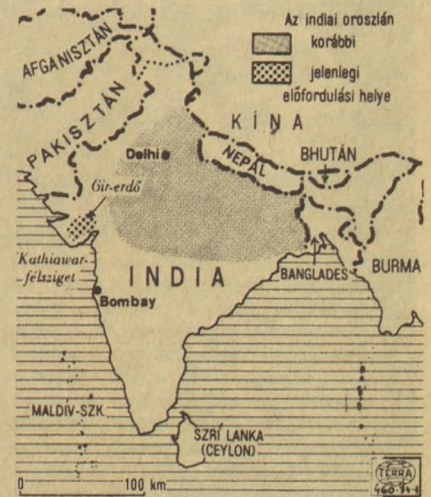 Az indiai oroszlán
korábbi
jelenlegi
előfordulási helye
AFGANISZTÁN
PAKISZTÁN
KÍNA
Delhi
NEPÁL
BHUTÁN
Gir-erdő
Kathiawar-
félsziget
INDIA
BANGLADES
BURMA
Bombay
MALDÍV-SZK.
SZRÍ LANKA
(CEYLON)
0 100 km
TERRA